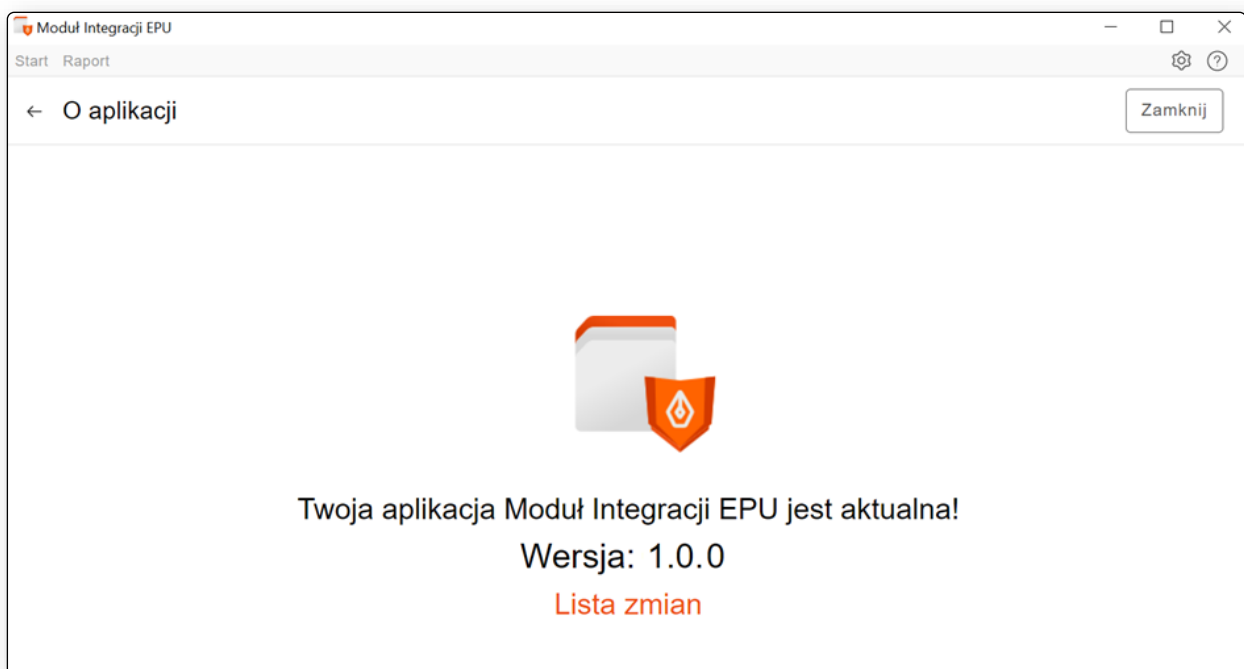 Moduł Integracji EPU
Start Raport
← O aplikacji
Zamknij
Twoja aplikacja Moduł Integracji EPU jest aktualna!
Wersja: 1.0.0
Lista zmian